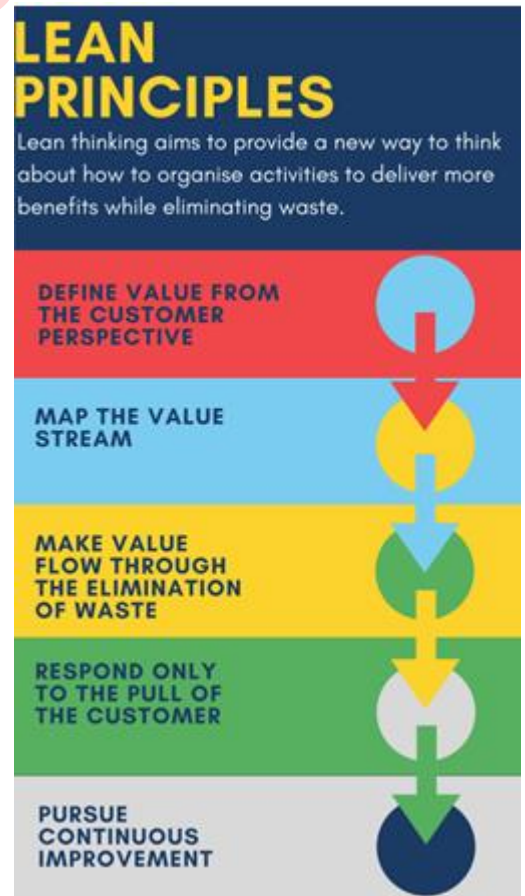 LEAN
PRINCIPLES
Lean thinking aims to provide a new way to think
about how to organise activities to deliver more
benefits while eliminating waste.
DEFINE VALUE FROM
THE CUSTOMER
PERSPECTIVE
MAP THE VALUE
STREAM
MAKE VALUE
FLOW THROUGH
THE ELIMINATION
OF WASTE
RESPOND ONLY
TO THE PULL OF
THE CUSTOMER
PURSUE
CONTINUOUS
IMPROVEMENT